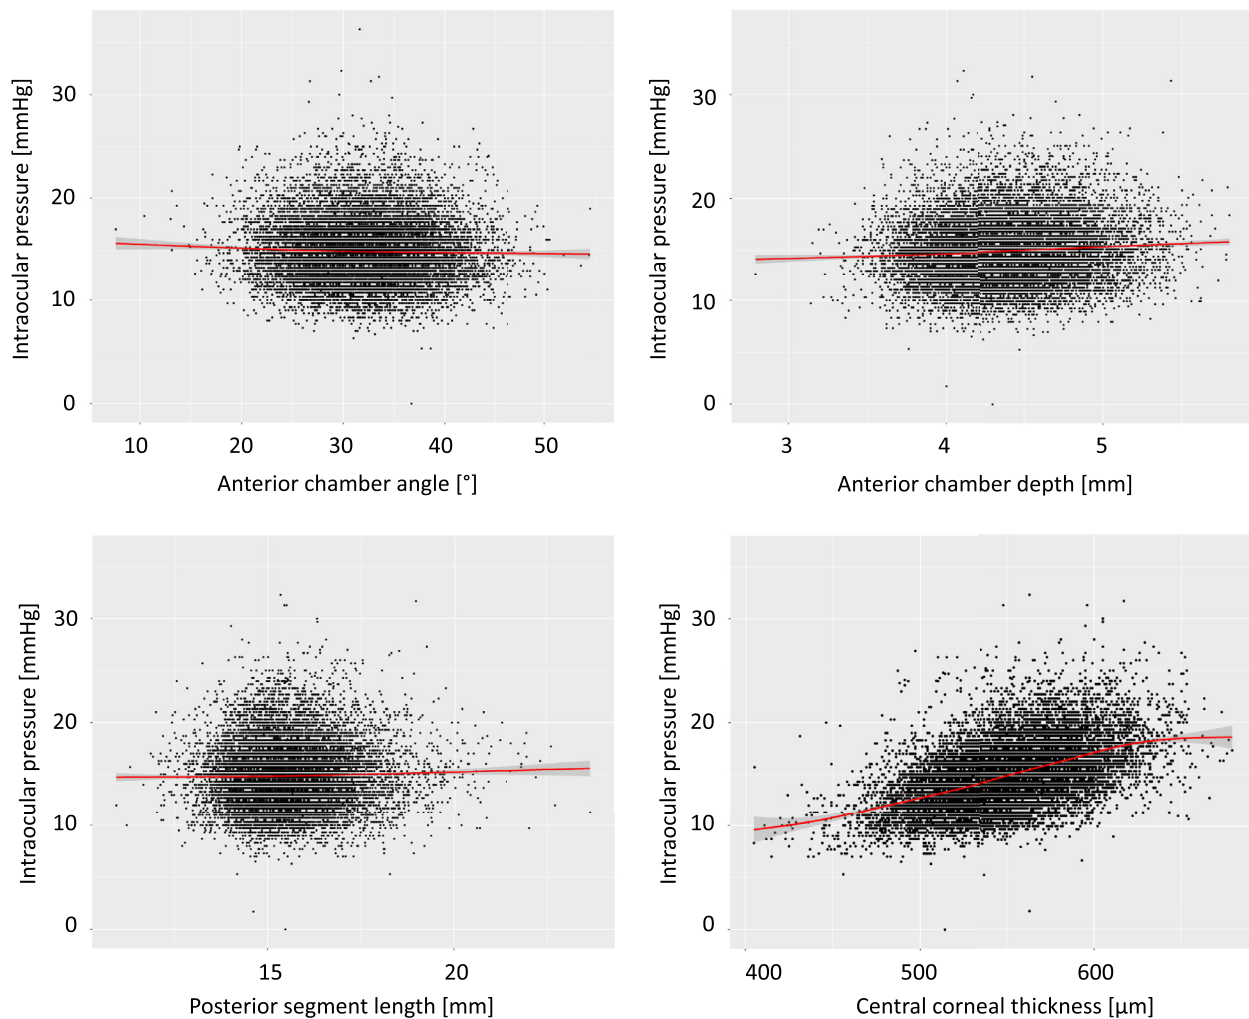 Intraocular pressure [mmHg]
30
20
10
0
10 20 30 40 50
Anterior chamber angle [°]
Intraocular pressure [mmHg]
30
20
10
0
3 4 5
Anterior chamber depth [mm]
Intraocular pressure [mmHg]
30
20
10
0
15 20
Posterior segment length [mm]
Intraocular pressure [mmHg]
30
20
10
0
400 500 600
Central corneal thickness [µm]